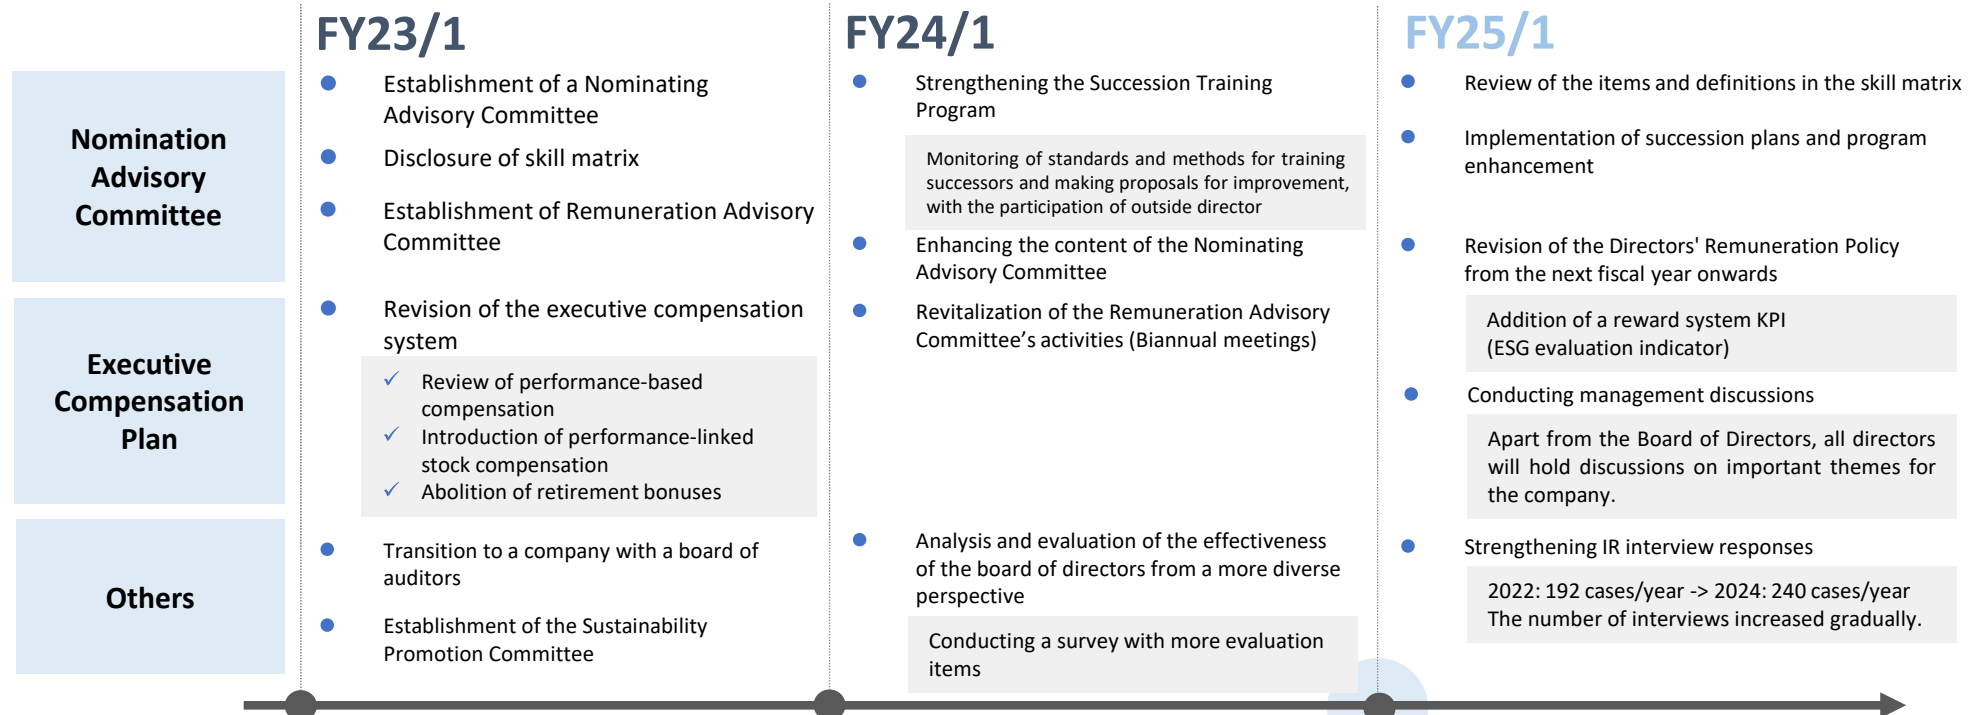 FY23/1
FY24/1
FY25/1
Nomination
Advisory
Committee
Establishment of a Nominating
Advisory Committee
Disclosure of skill matrix
Establishment of Remuneration Advisory
Committee
Strengthening the Succession Training
Program
Monitoring of standards and methods for training
successors and making proposals for improvement,
with the participation of outside director
Enhancing the content of the Nominating
Advisory Committee
Review of the items and definitions in the skill matrix
Implementation of succession plans and program
enhancement
Revision of the Directors' Remuneration Policy
from the next fiscal year onwards
Executive
Compensation
Plan
Revision of the executive compensation
system
✓ Review of performance-based
compensation
✓ Introduction of performance-linked
stock compensation
✓ Abolition of retirement bonuses
Revitalization of the Remuneration Advisory
Committee’s activities (Biannual meetings)
Addition of a reward system KPI
(ESG evaluation indicator)
Conducting management discussions
Apart from the Board of Directors, all directors
will hold discussions on important themes for
the company.
Others
Transition to a company with a board of
auditors
Establishment of the Sustainability
Promotion Committee
Analysis and evaluation of the effectiveness
of the board of directors from a more diverse
perspective
Conducting a survey with more evaluation
items
Strengthening IR interview responses
2022: 192 cases/year -> 2024: 240 cases/year
The number of interviews increased gradually.